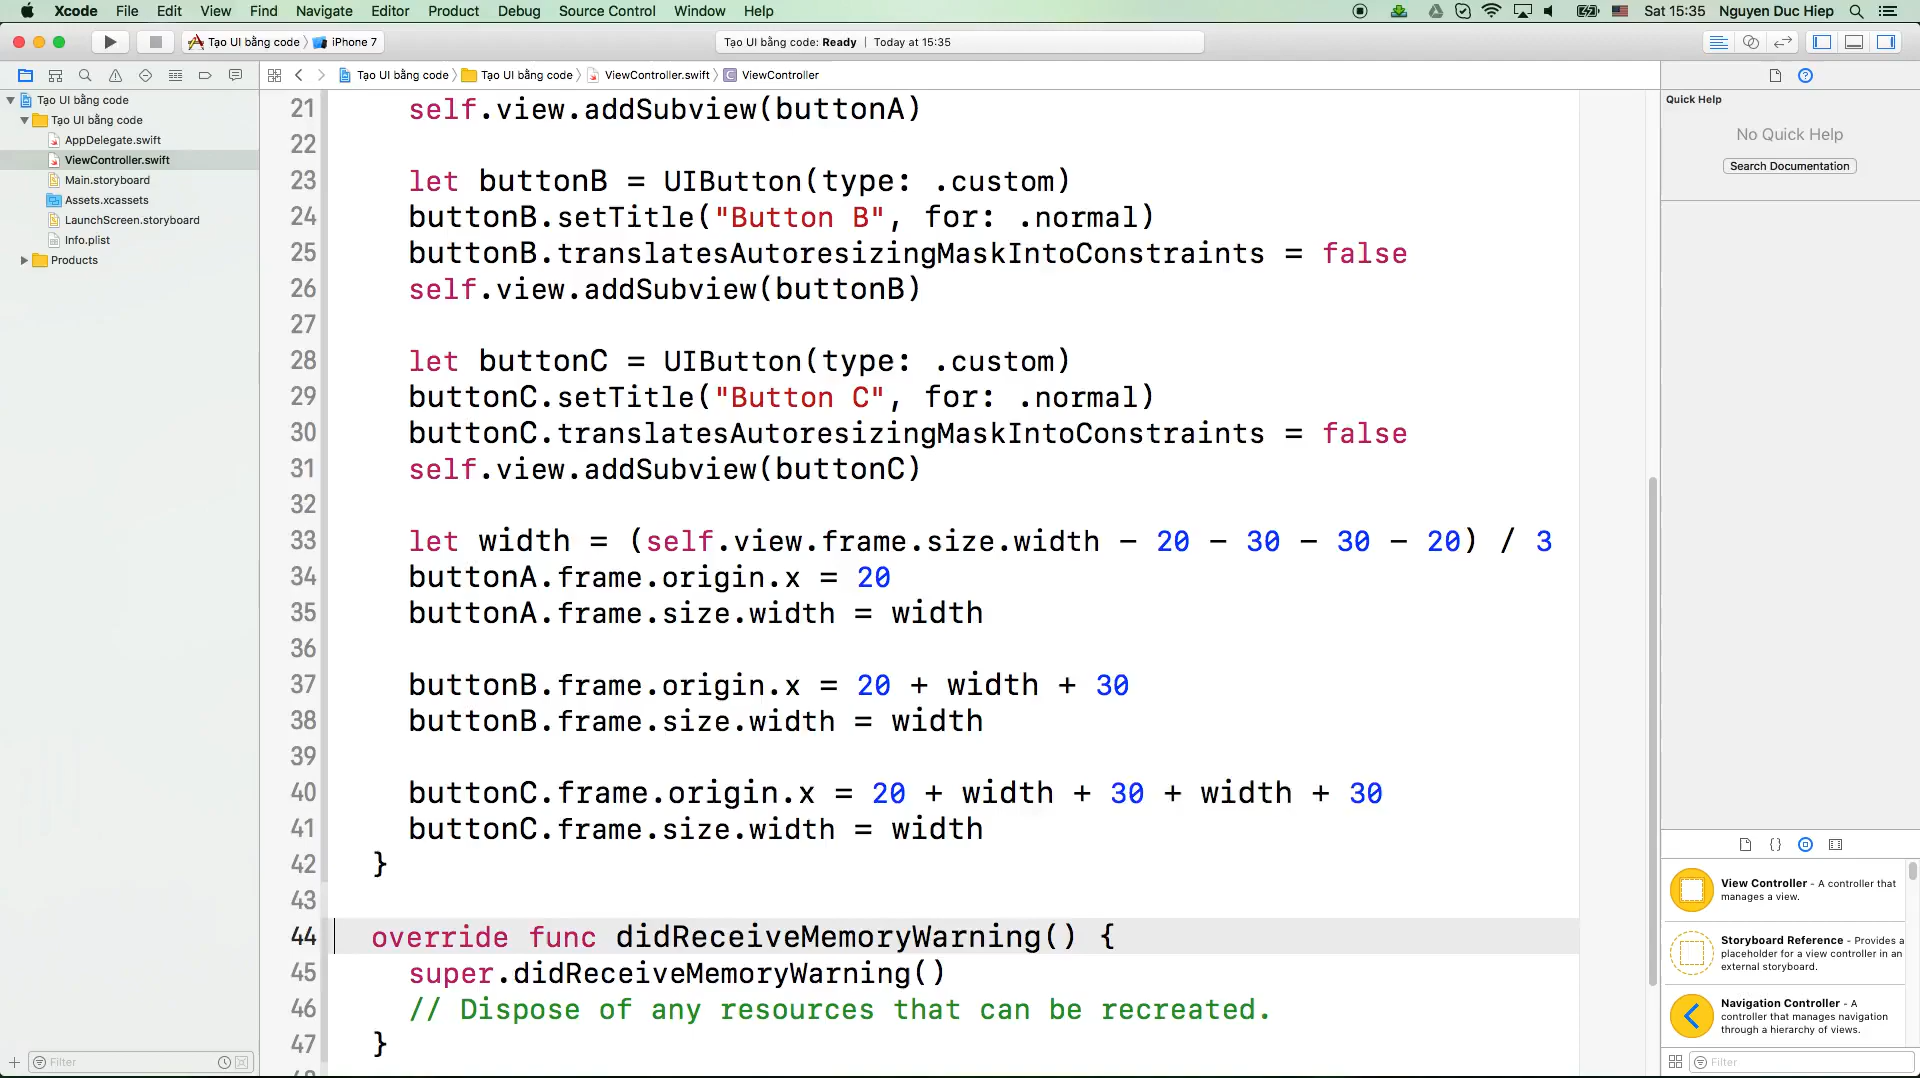 Xcode File Edit View Find Navigate Editor Product Debug Source Control Window Help Sat 15:35 Nguyen Duc Hiep
Tạo UI bằng code iPhone 7 Tạo UI bằng code: Ready | Today at 15:35
Tạo UI bằng code Tạo UI bằng code ViewController.swift C ViewController
Tạo UI bằng code
Tạo UI bằng code
AppDelegate.swift
ViewController.swift
Main.storyboard
Assets.xcassets
LaunchScreen.storyboard
Info.plist
Products
Filter
21 self.view.addSubview(buttonA)
22
23 let buttonB = UIButton(type: .custom)
24 buttonB.setTitle("Button B", for: .normal)
25 buttonB.translatesAutoresizingMaskIntoConstraints = false
26 self.view.addSubview(buttonB)
27
28 let buttonC = UIButton(type: .custom)
29 buttonC.setTitle("Button C", for: .normal)
30 buttonC.translatesAutoresizingMaskIntoConstraints = false
31 self.view.addSubview(buttonC)
32
33 let width = (self.view.frame.size.width - 20 - 30 - 30 - 20) / 3
34 buttonA.frame.origin.x = 20
35 buttonA.frame.size.width = width
36
37 buttonB.frame.origin.x = 20 + width + 30
38 buttonB.frame.size.width = width
39
40 buttonC.frame.origin.x = 20 + width + 30 + width + 30
41 buttonC.frame.size.width = width
42 }
43
44 override func didReceiveMemoryWarning() {
45 super.didReceiveMemoryWarning()
46 // Dispose of any resources that can be recreated.
47 }
Quick Help
No Quick Help
Search Documentation
{}
View Controller - A controller that
manages a view.
Storyboard Reference - Provides a
placeholder for a view controller in an
external storyboard.
Navigation Controller - A
controller that manages navigation
through a hierarchy of views.
Filter